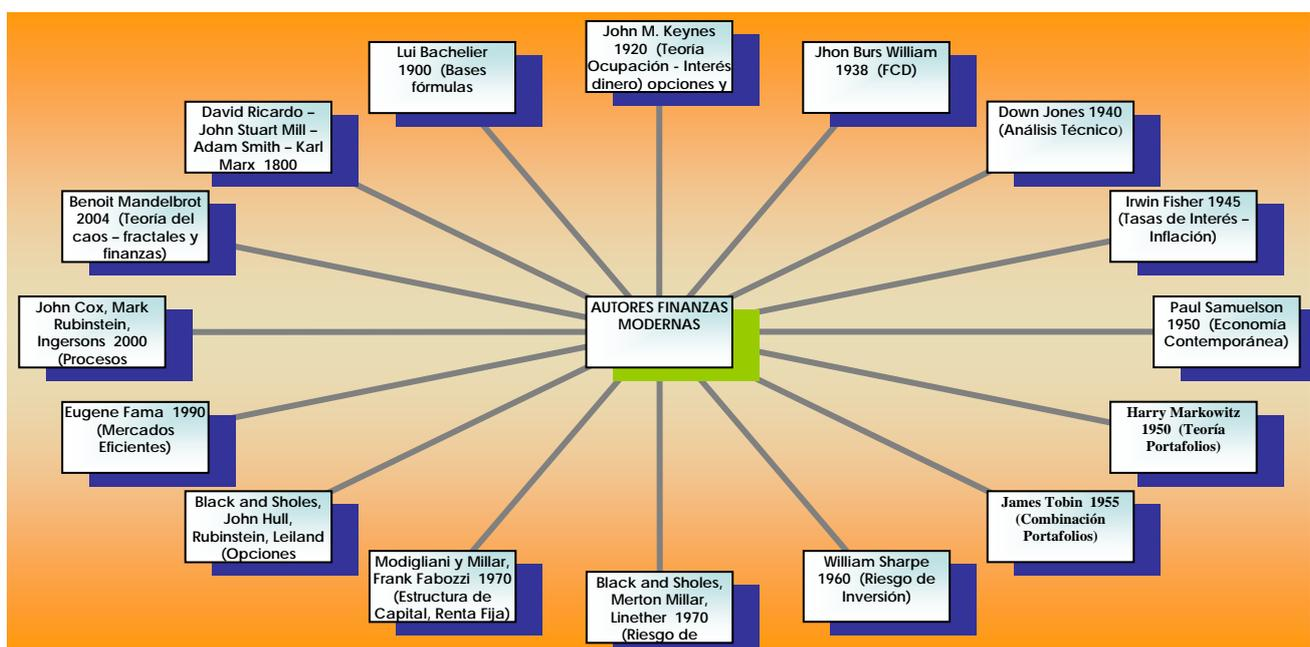 John M. Keynes
1920 (Teoría
Ocupación - Interés
dinero) opciones y
Jhon Burs William
1938 (FCD)
Down Jones 1940
(Análisis Técnico)
Irwin Fisher 1945
(Tasas de Interés –
Inflación)
Paul Samuelson
1950 (Economía
Contemporánea)
Harry Markowitz
1950 (Teoría
Portafolios)
James Tobin 1955
(Combinación
Portafolios)
William Sharpe
1960 (Riesgo de
Inversión)
Black and Sholes,
Merton Millar,
Linether 1970
(Riesgo de
Modigliani y Millar,
Frank Fabozzi 1970
(Estructura de
Capital, Renta Fija)
Black and Sholes,
John Hull,
Rubinstein, Leiland
(Opciones
Eugene Fama 1990
(Mercados
Eficientes)
John Cox, Mark
Rubinstein,
Ingersons 2000
(Procesos
Benoit Mandelbrot
2004 (Teoría del
caos – fractales y
finanzas)
David Ricardo –
John Stuart Mill –
Adam Smith – Karl
Marx 1800
Lui Bachelier
1900 (Bases
fórmulas
AUTORES FINANZAS
MODERNAS